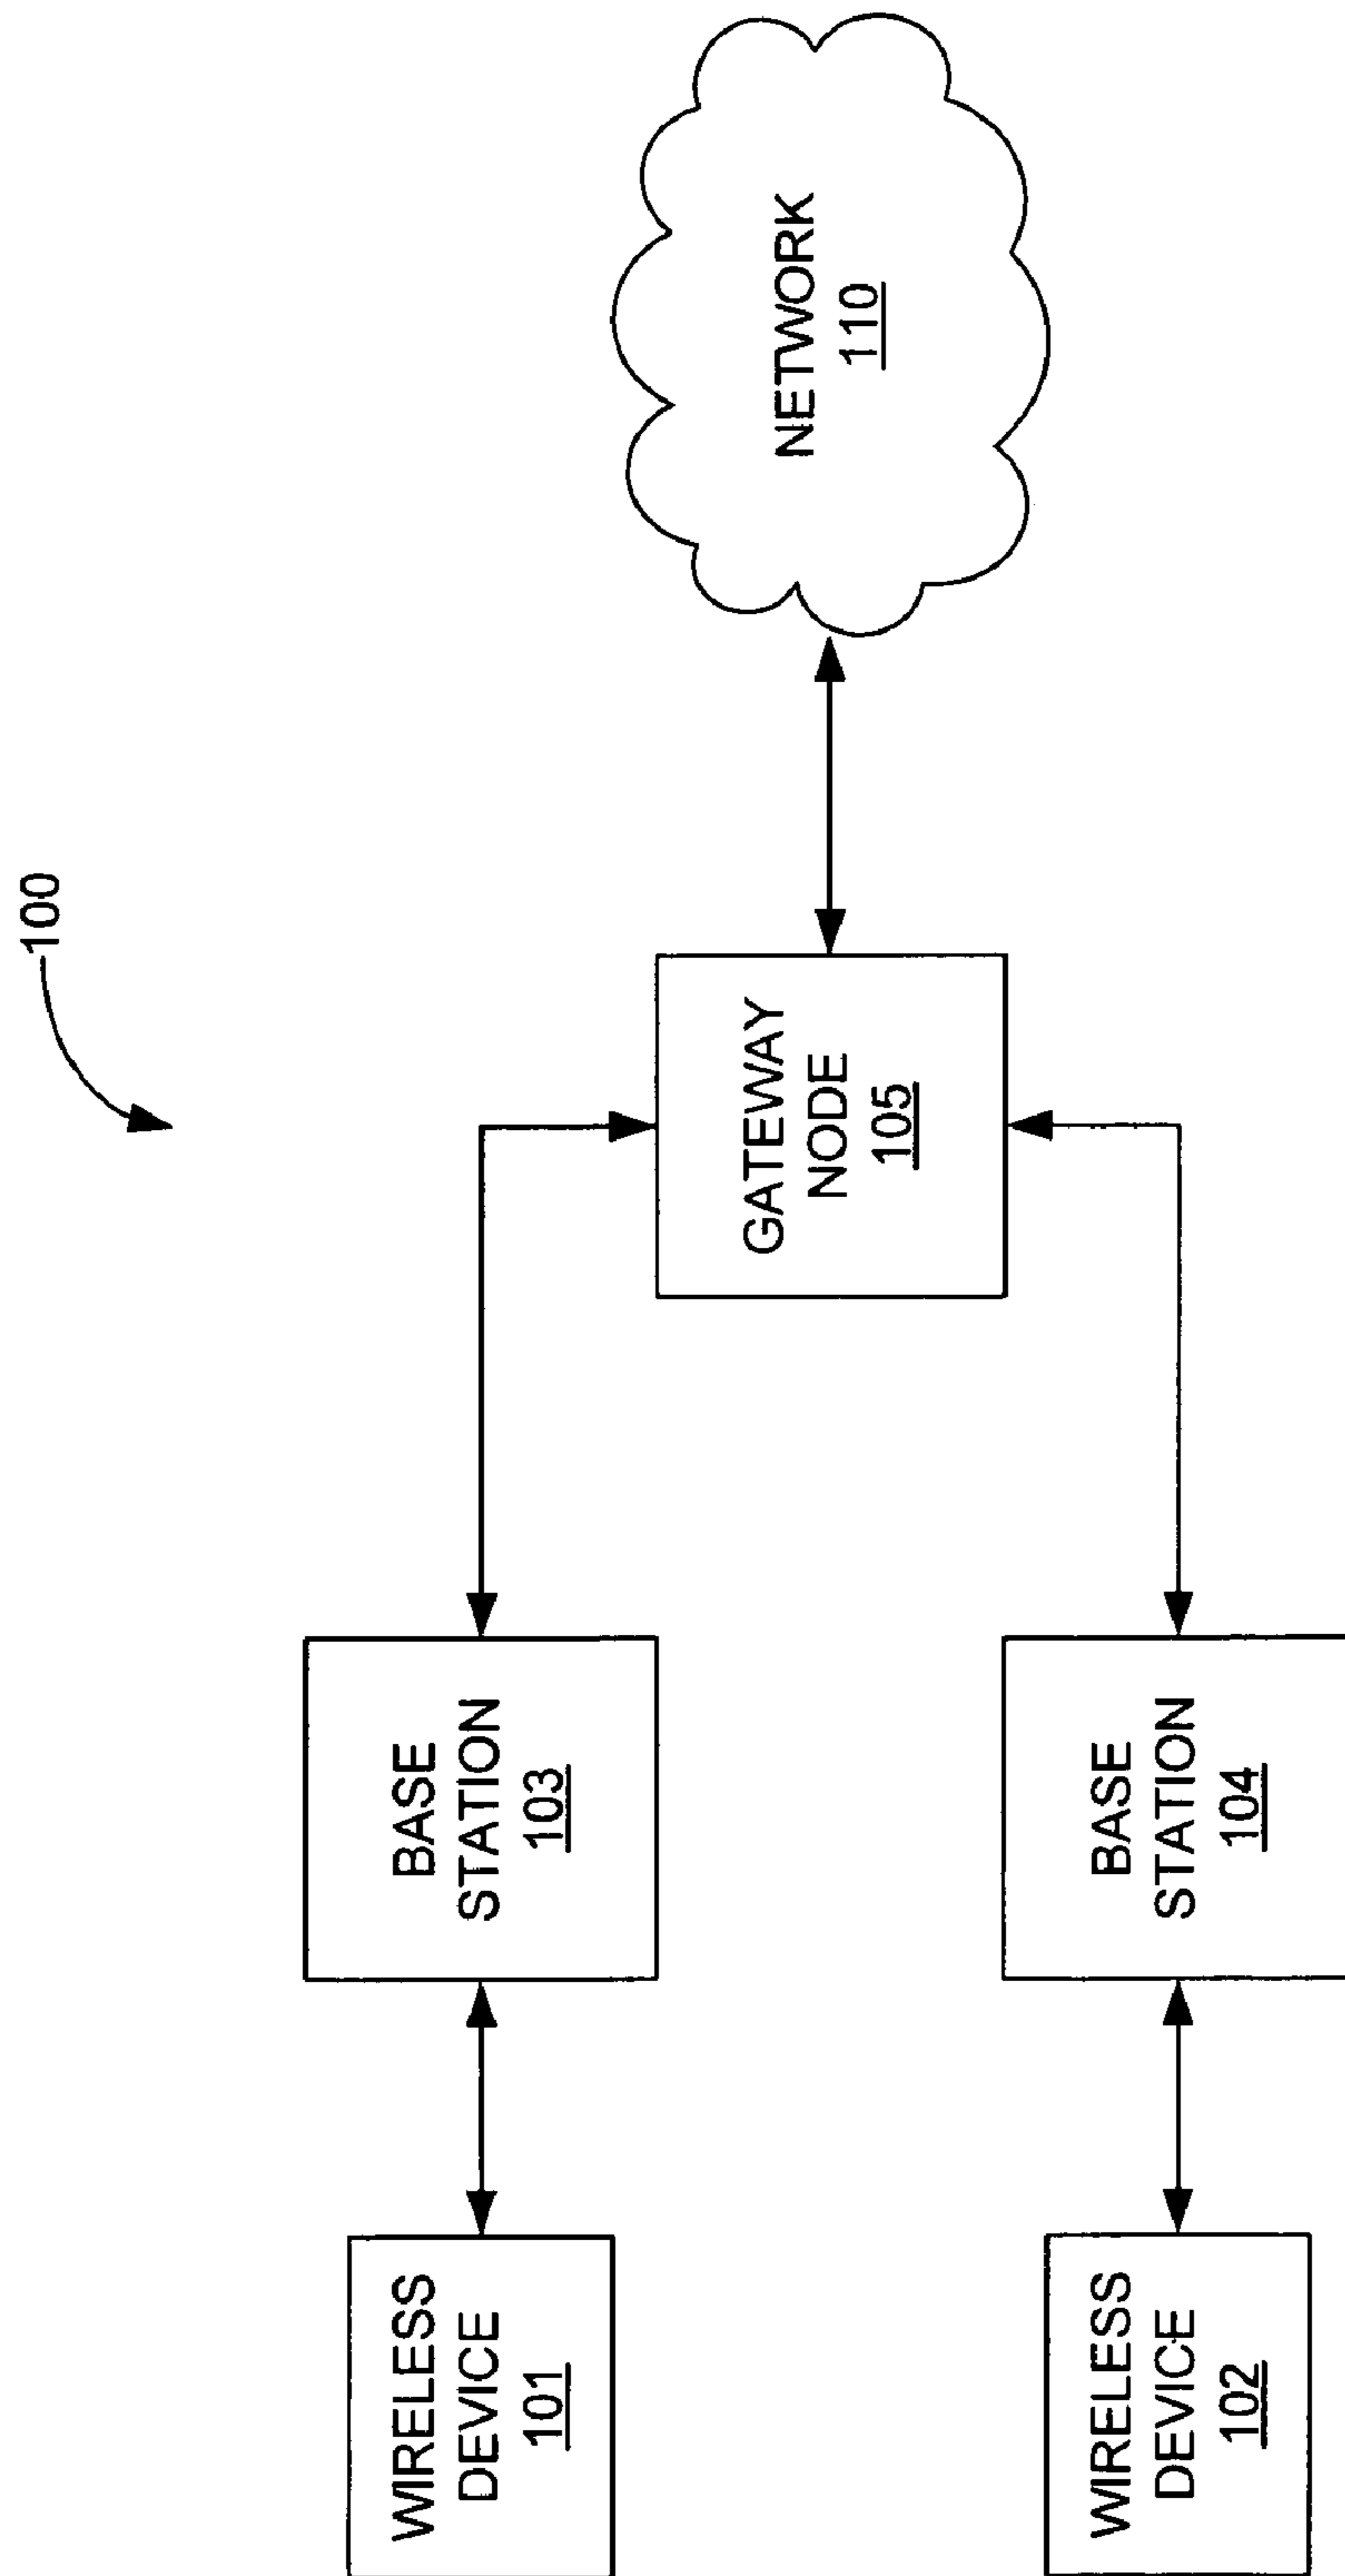 100
WIRELESS
DEVICE
101
BASE
STATION
103
GATEWAY
NODE
105
NETWORK
110
WIRELESS
DEVICE
102
BASE
STATION
104